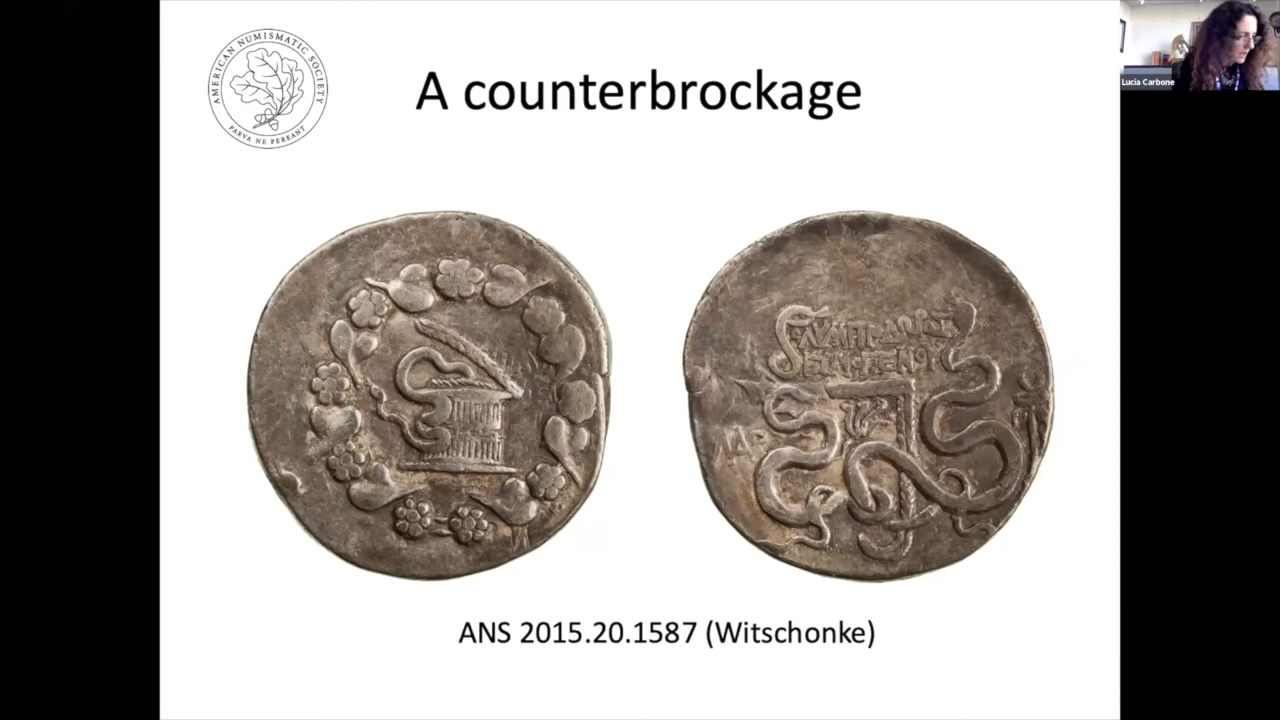 AMERICAN NUMISMATIC SOCIETY
PARVA NE PEREANT
A counterbrockage
Lucia Carbone
ANS 2015.20.1587 (Witschonke)